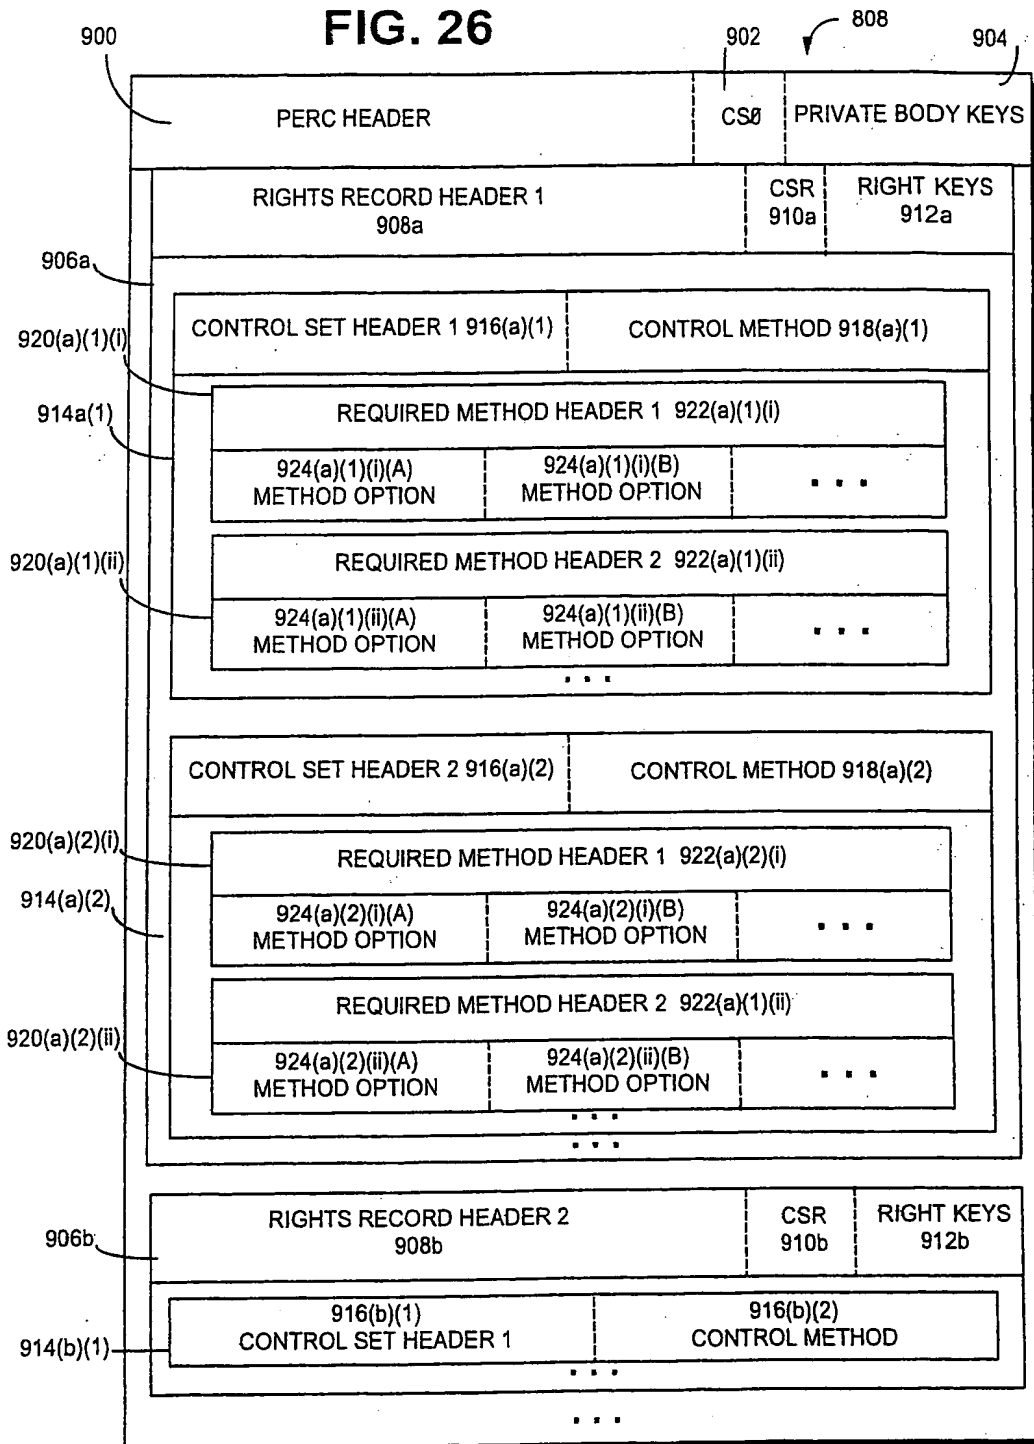 FIG. 26
900
902
808
904
PERC HEADER
CS0
PRIVATE BODY KEYS
RIGHTS RECORD HEADER 1
908a
CSR
910a
RIGHT KEYS
912a
906a
CONTROL SET HEADER 1 916(a)(1)
CONTROL METHOD 918(a)(1)
920(a)(1)(i)
REQUIRED METHOD HEADER 1 922(a)(1)(i)
914a(1)
924(a)(1)(i)(A)
METHOD OPTION
924(a)(1)(i)(B)
METHOD OPTION
. . .
REQUIRED METHOD HEADER 2 922(a)(1)(ii)
920(a)(1)(ii)
924(a)(1)(ii)(A)
METHOD OPTION
924(a)(1)(ii)(B)
METHOD OPTION
. . .
. . .
CONTROL SET HEADER 2 916(a)(2)
CONTROL METHOD 918(a)(2)
920(a)(2)(i)
REQUIRED METHOD HEADER 1 922(a)(2)(i)
914(a)(2)
924(a)(2)(i)(A)
METHOD OPTION
924(a)(2)(i)(B)
METHOD OPTION
. . .
REQUIRED METHOD HEADER 2 922(a)(1)(ii)
920(a)(2)(ii)
924(a)(2)(ii)(A)
METHOD OPTION
924(a)(2)(ii)(B)
METHOD OPTION
. . .
. . .
. . .
RIGHTS RECORD HEADER 2
908b
CSR
910b
RIGHT KEYS
912b
906b
916(b)(1)
CONTROL SET HEADER 1
916(b)(2)
CONTROL METHOD
914(b)(1)
. . .
. . .